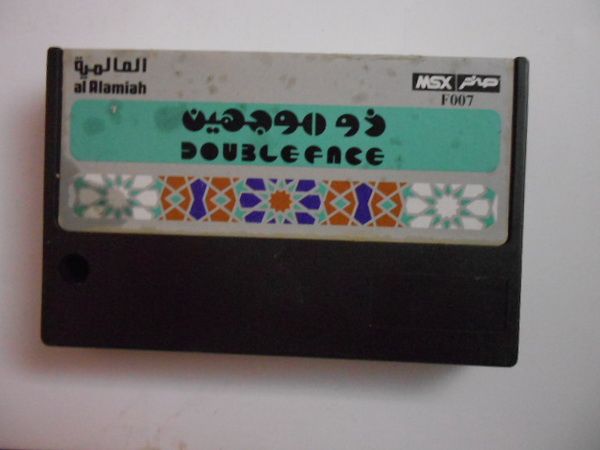 العالمية
al Alamiah
MSX صخر
F007
ذو الوجهين
DOUBLEFACE